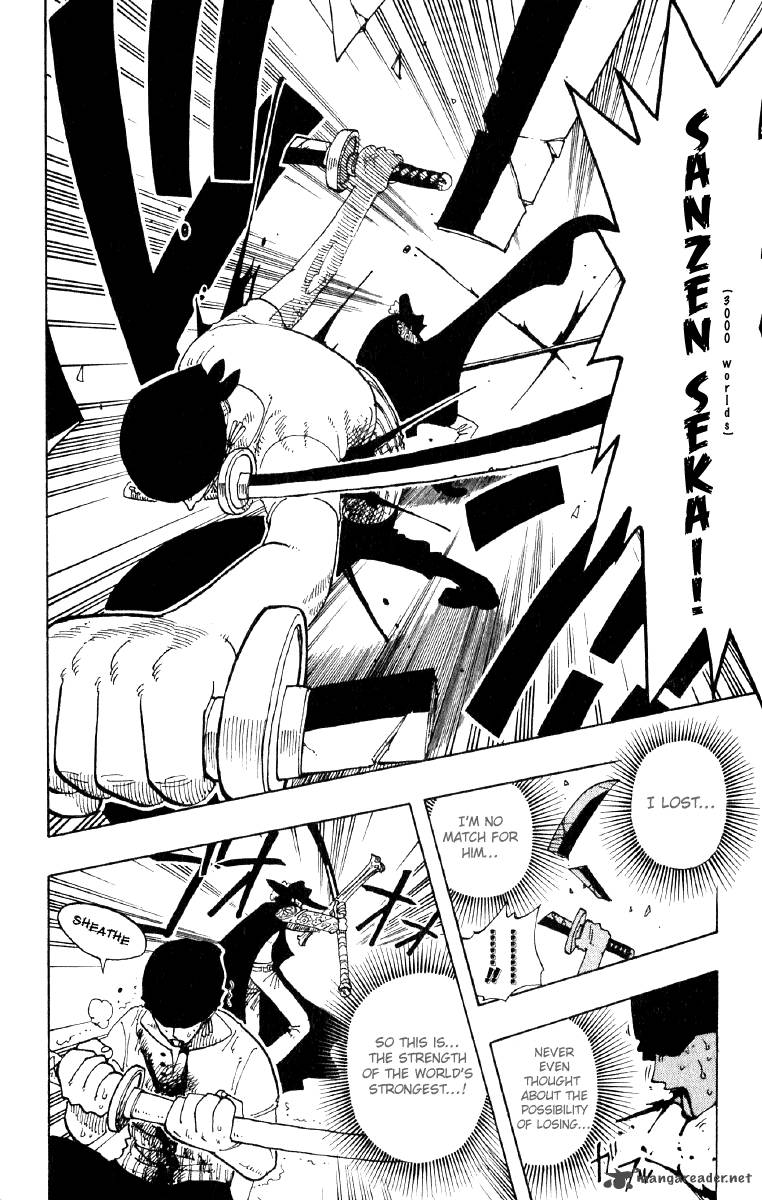 SANZEN SEKAI!!
(3000 worlds)
I LOST...
I'M NO
MATCH FOR
HIM...
!!
NEVER
EVEN
THOUGHT
ABOUT THE
POSSIBILITY
OF LOSING...
SO THIS IS...
THE STRENGTH
OF THE WORLD'S
STRONGEST...!
SHEATHE
Mangareader.net